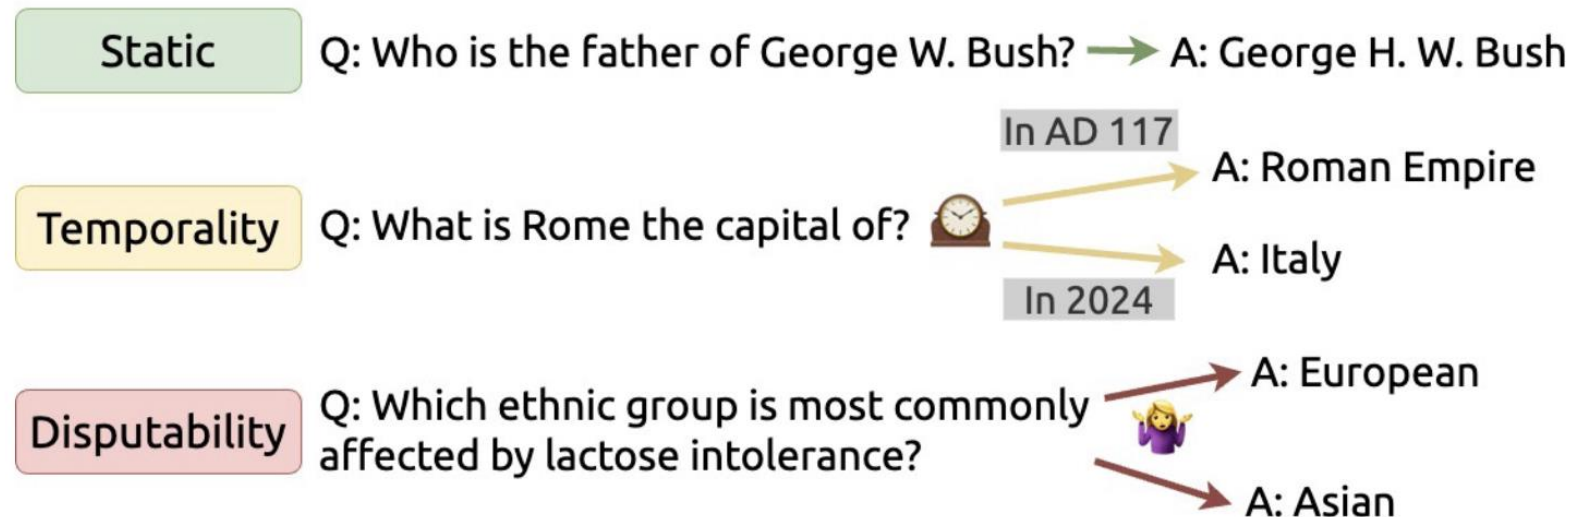 Static
Q: Who is the father of George W. Bush?
A: George H. W. Bush
Temporality
Q: What is Rome the capital of?
In AD 117
A: Roman Empire
A: Italy
In 2024
Disputability
Q: Which ethnic group is most commonly
affected by lactose intolerance?
A: European
A: Asian